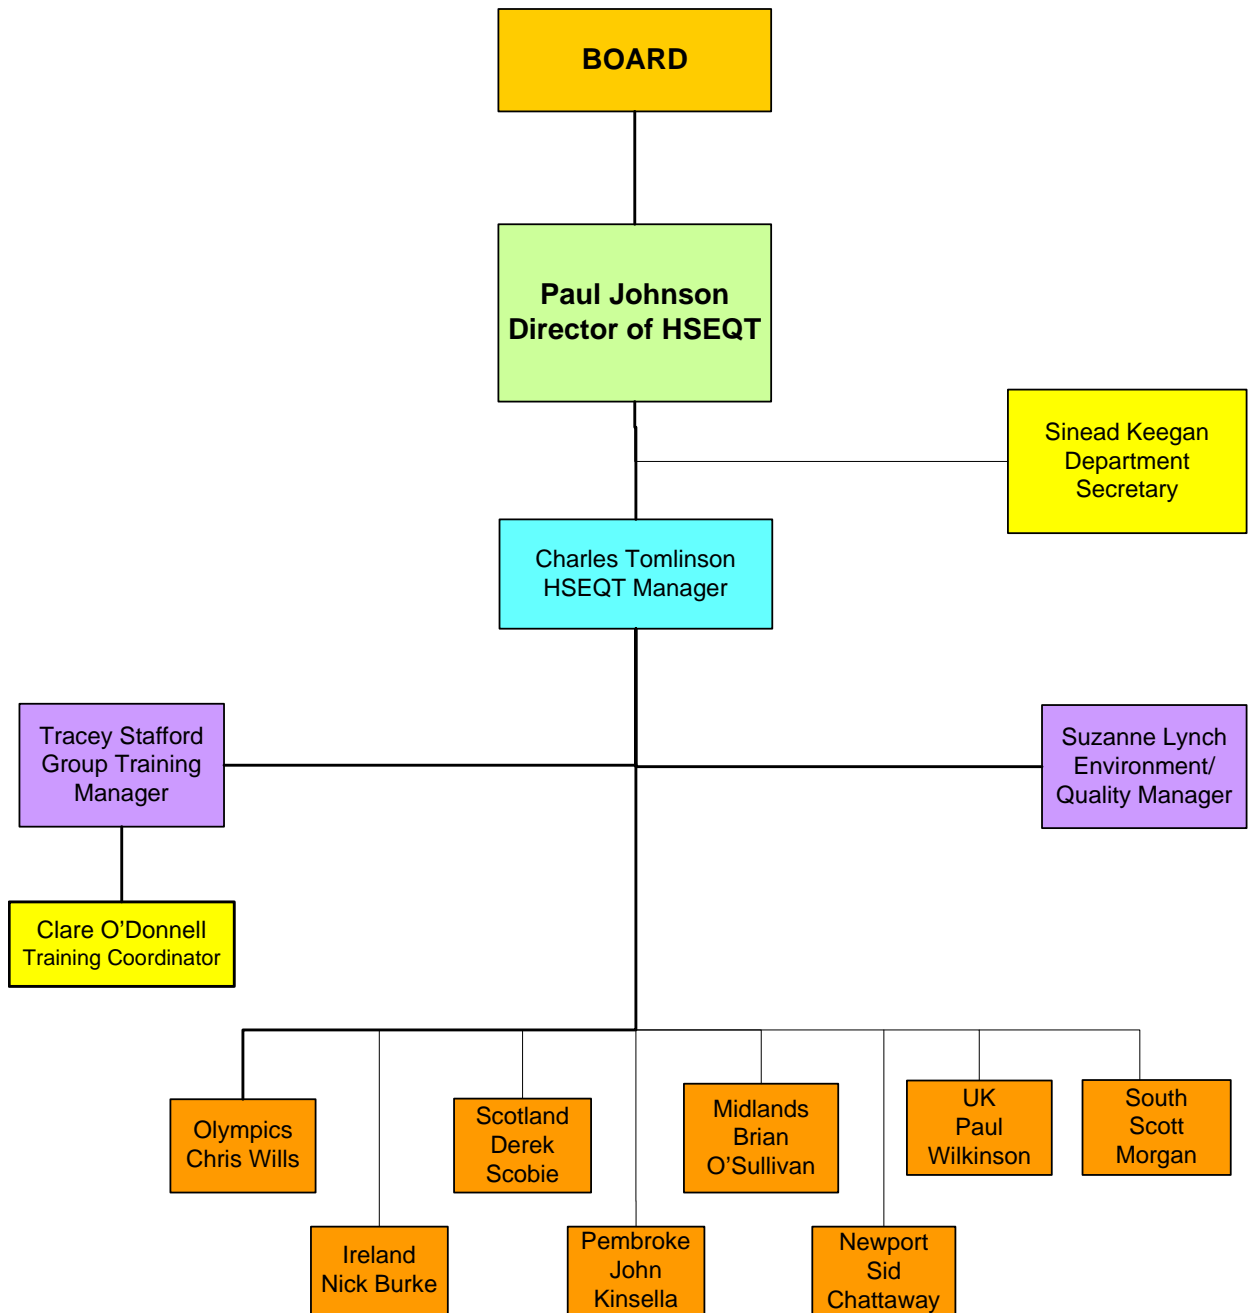 BOARD
Paul Johnson
Director of HSEQT
Sinead Keegan
Department
Secretary
Charles Tomlinson
HSEQT Manager
Tracey Stafford
Group Training
Manager
Suzanne Lynch
Environment/
Quality Manager
Clare O'Donnell
Training Coordinator
Olympics
Chris Wills
Scotland
Derek
Scobie
Midlands
Brian
O'Sullivan
UK
Paul
Wilkinson
South
Scott
Morgan
Ireland
Nick Burke
Pembroke
John
Kinsella
Newport
Sid
Chattaway